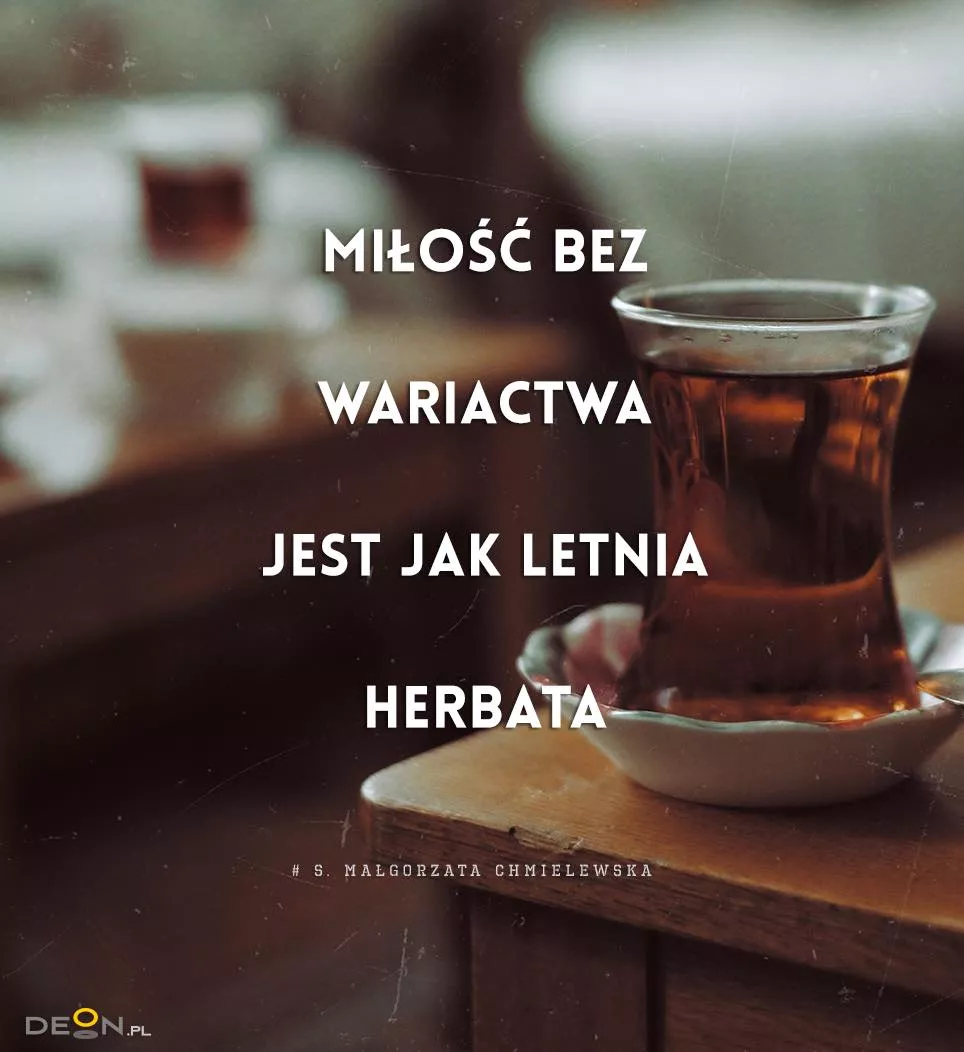 MIŁOŚĆ BEZ
WARIACTWA
JEST JAK LETNIA
HERBATA
# S. MAŁGORZATA CHMIELEWSKA
DEON.PL